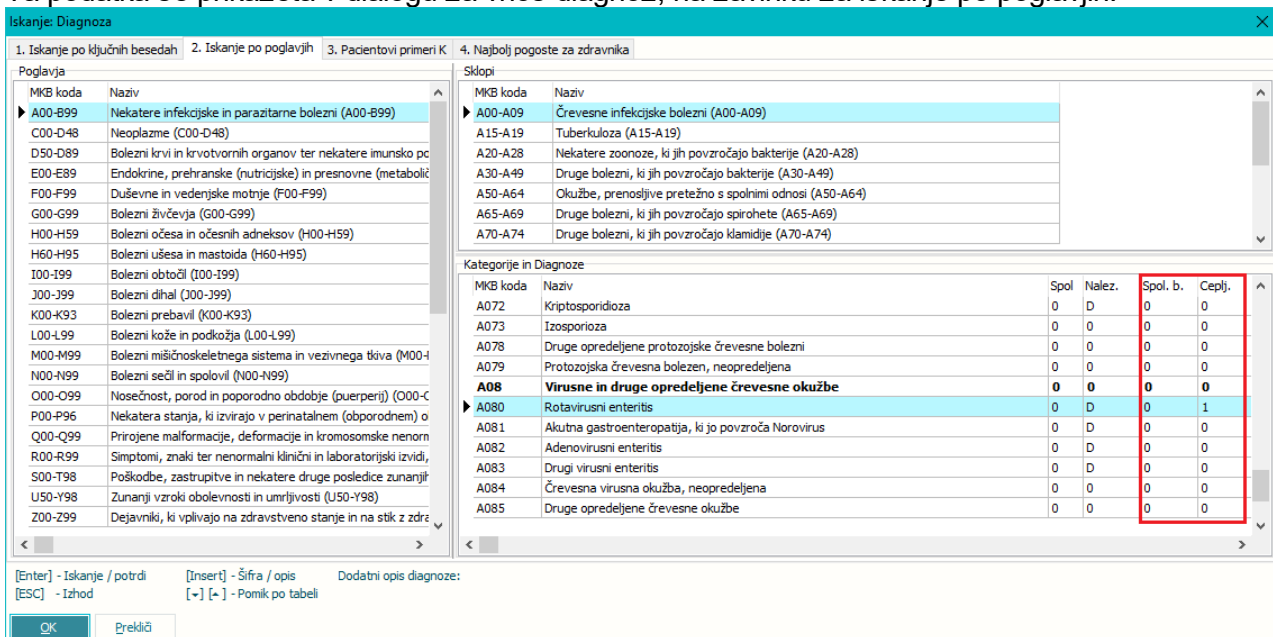 Iskanje: Diagnoza
1. Iskanje po ključnih besedah 2. Iskanje po poglavjih 3. Pacientovi primeri K 4. Najbolj pogoste za zdravnika
Poglavja
MKB koda Naziv
A00-B99 Nekatere infekcijske in parazitarne bolezni (A00-B99)
C00-D48 Neoplazme (C00-D48)
D50-D89 Bolezni krvi in krvotvornih organov ter nekatere imunsko po
E00-E89 Endokrine, prehranske (nutricijske) in presnovne (metabolič
F00-F99 Duševne in vedenjske motnje (F00-F99)
G00-G99 Bolezni živčevja (G00-G99)
H00-H59 Bolezni očesa in očesnih adneksov (H00-H59)
H60-H95 Bolezni ušesa in mastoida (H60-H95)
I00-I99 Bolezni obtočil (I00-I99)
J00-J99 Bolezni dihal (J00-J99)
K00-K93 Bolezni prebavil (K00-K93)
L00-L99 Bolezni kože in podkožja (L00-L99)
M00-M99 Bolezni mišičnoskeletnega sistema in vezivnega tkiva (M00-
N00-N99 Bolezni sečil in spolovil (N00-N99)
O00-O99 Nosečnost, porod in poporodno obdobje (puerperij) (O00-
P00-P96 Nekatera stanja, ki izvirajo v perinatalnem (obporodnem) o
Q00-Q99 Prirojene malformacije, deformacije in kromosomske nenorm
R00-R99 Simptomi, znaki ter nenormalni klinični in laboratorijski izvidi,
S00-T98 Poškodbe, zastrupitve in nekatere druge posledice zunanjih
U50-Y98 Zunanji vzroki obolevnosti in umrljivosti (U50-Y98)
Z00-Z99 Dejavniki, ki vplivajo na zdravstveno stanje in na stik z zdra
Sklopi
MKB koda Naziv
A00-A09 Črevesne infekcijske bolezni (A00-A09)
A15-A19 Tuberkuloza (A15-A19)
A20-A28 Nekatere zoonoze, ki jih povzročajo bakterije (A20-A28)
A30-A49 Druge bolezni, ki jih povzročajo bakterije (A30-A49)
A50-A64 Okužbe, prenosljive pretežno s spolnimi odnosi (A50-A64)
A65-A69 Druge bolezni, ki jih povzročajo spirohete (A65-A69)
A70-A74 Druge bolezni, ki jih povzročajo klamidije (A70-A74)
Kategorije in Diagnoze
MKB koda Naziv Spol Nalez. Spol. b. Ceplj.
A072 Kriptosporidioza 0 D 0 0
A073 Izosporioza 0 0 0 0
A078 Druge opredeljene protozojske črevesne bolezni 0 0 0 0
A079 Protozojska črevesna bolezen, neopredeljena 0 0 0 0
A08 Virusne in druge opredeljene črevesne okužbe 0 0 0 0
A080 Rotavirusni enteritis 0 D 0 1
A081 Akutna gastroenteropatija, ki jo povzroča Norovirus 0 D 0 0
A082 Adenovirusni enteritis 0 D 0 0
A083 Drugi virusni enteritis 0 D 0 0
A084 Črevesna virusna okužba, neopredeljena 0 0 0 0
A085 Druge opredeljene črevesne okužbe 0 0 0 0
[Enter] - Iskanje / potrdi [Insert] - Šifra / opis Dodatni opis diagnoze:
[ESC] - Izhod [▾] [▴] - Pomik po tabeli
OK Prekliči